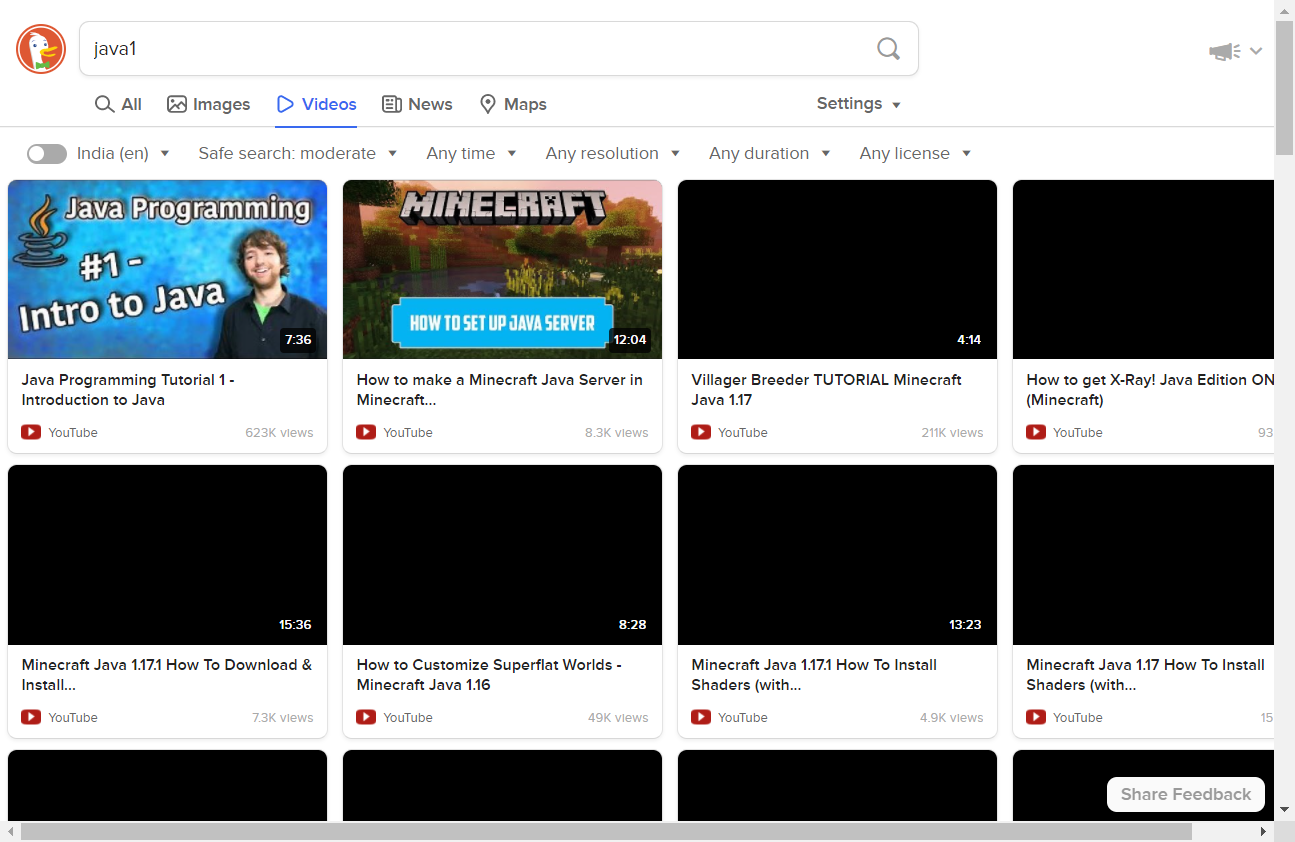 java1
All
Images
Videos
News
Maps
Settings
India (en)
Safe search: moderate
Any time
Any resolution
Any duration
Any license
Java Programming
#1 -
Intro to Java
7:36
MINECRAFT
HOW TO SET UP JAVA SERVER
12:04
4:14
Java Programming Tutorial 1 -
Introduction to Java
YouTube
623K views
How to make a Minecraft Java Server in
Minecraft...
YouTube
8.3K views
Villager Breeder TUTORIAL Minecraft
Java 1.17
YouTube
211K views
How to get X-Ray! Java Edition ON
(Minecraft)
YouTube
93
15:36
8:28
13:23
Minecraft Java 1.17.1 How To Download &
Install...
YouTube
7.3K views
How to Customize Superflat Worlds -
Minecraft Java 1.16
YouTube
49K views
Minecraft Java 1.17.1 How To Install
Shaders (with...
YouTube
4.9K views
Minecraft Java 1.17 How To Install
Shaders (with...
YouTube
15
Share Feedback